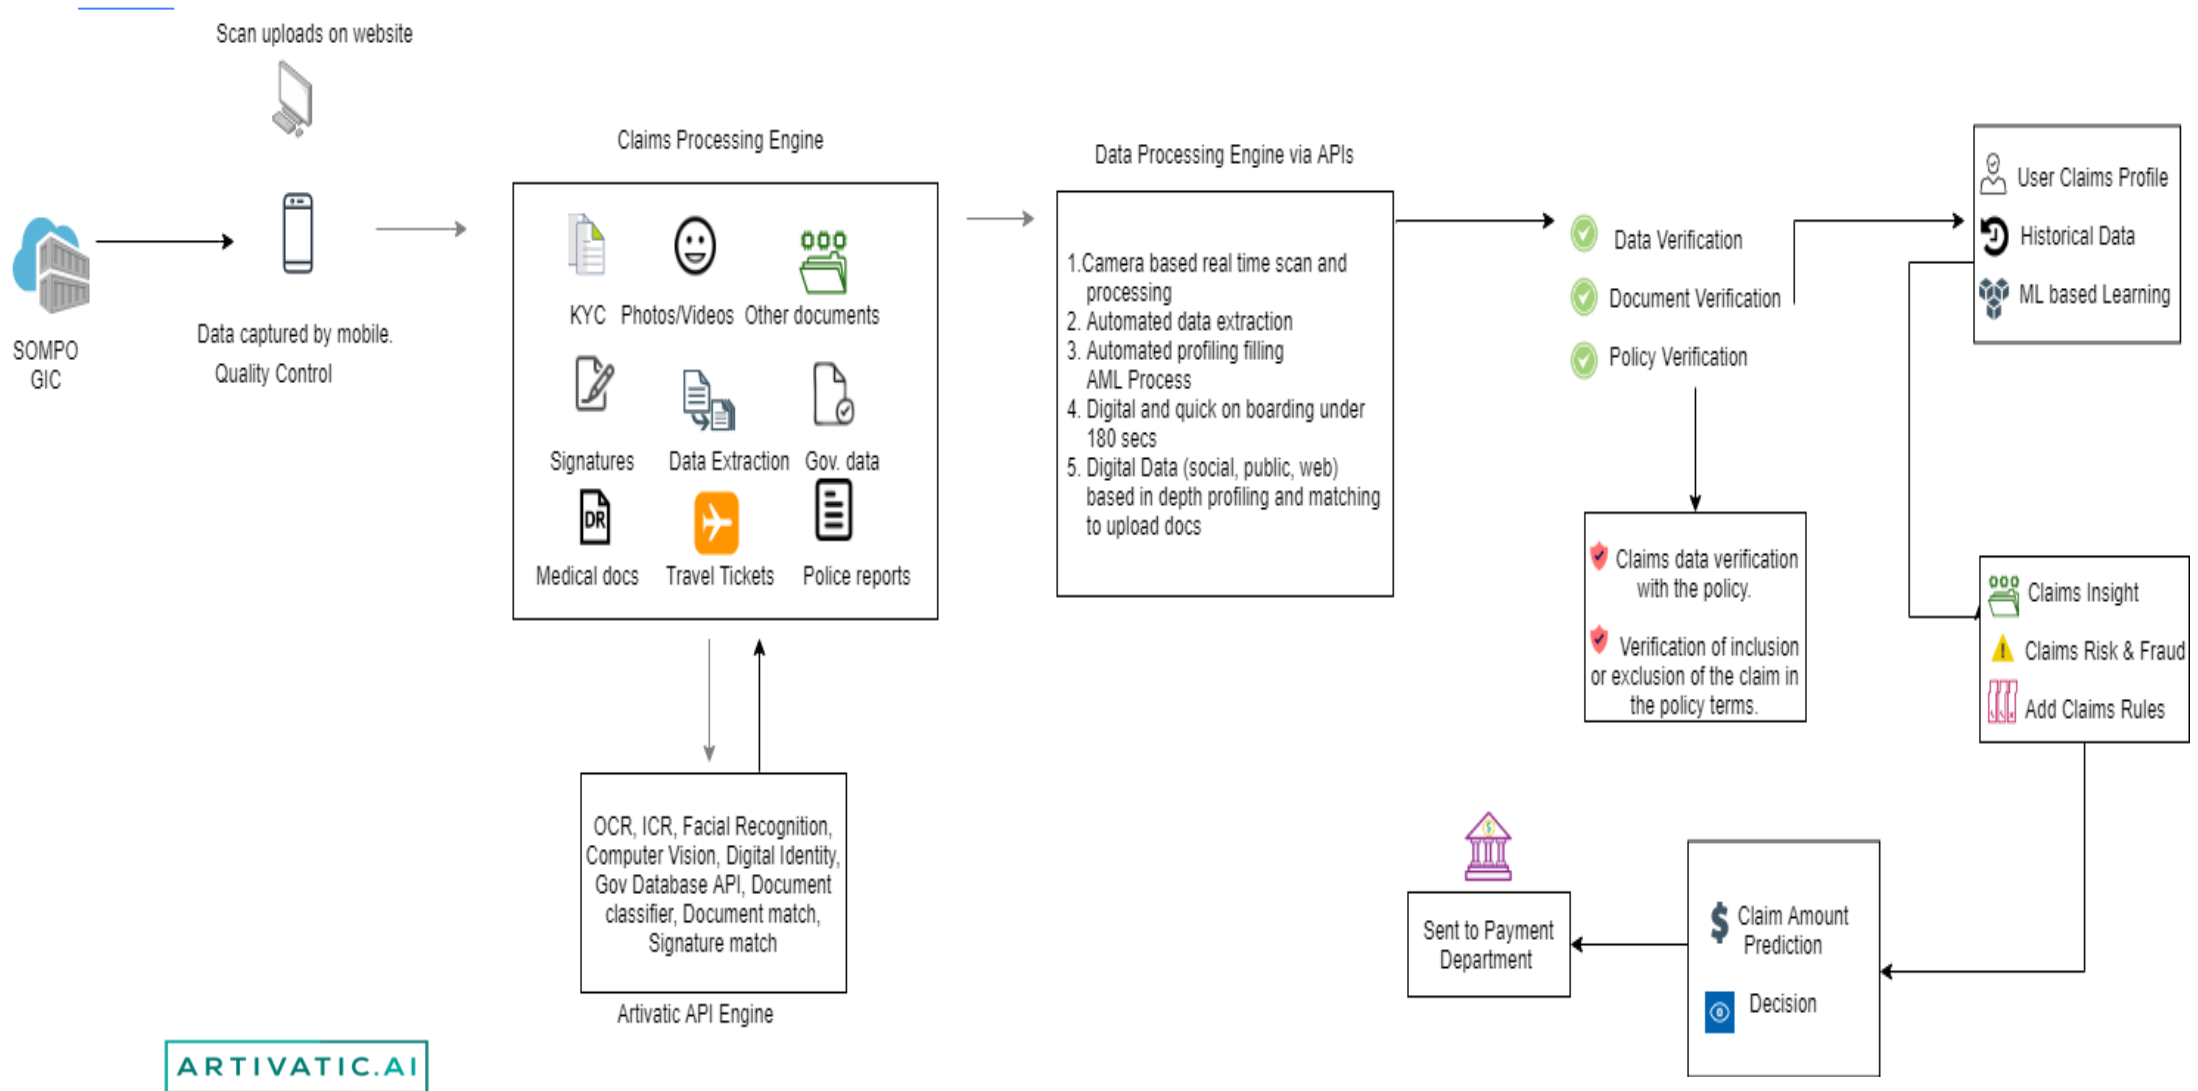 Scan uploads on website
SOMPO
GIC
Data captured by mobile.
Quality Control
Claims Processing Engine
KYC
Photos/Videos
Other documents
Signatures
Data Extraction
Gov. data
DR
Medical docs
Travel Tickets
Police reports
OCR, ICR, Facial Recognition,
Computer Vision, Digital Identity,
Gov Database API, Document
classifier, Document match,
Signature match
Artivatic API Engine
Data Processing Engine via APIs
1.Camera based real time scan and
processing
2. Automated data extraction
3. Automated profiling filling
AML Process
4. Digital and quick on boarding under
180 secs
5. Digital Data (social, public, web)
based in depth profiling and matching
to upload docs
Data Verification
Document Verification
Policy Verification
Claims data verification
with the policy.
Verification of inclusion
or exclusion of the claim in
the policy terms.
User Claims Profile
Historical Data
ML based Learning
Claims Insight
Claims Risk & Fraud
Add Claims Rules
$ Claim Amount
Prediction
Decision
Sent to Payment
Department
ARTIVATIC.AI